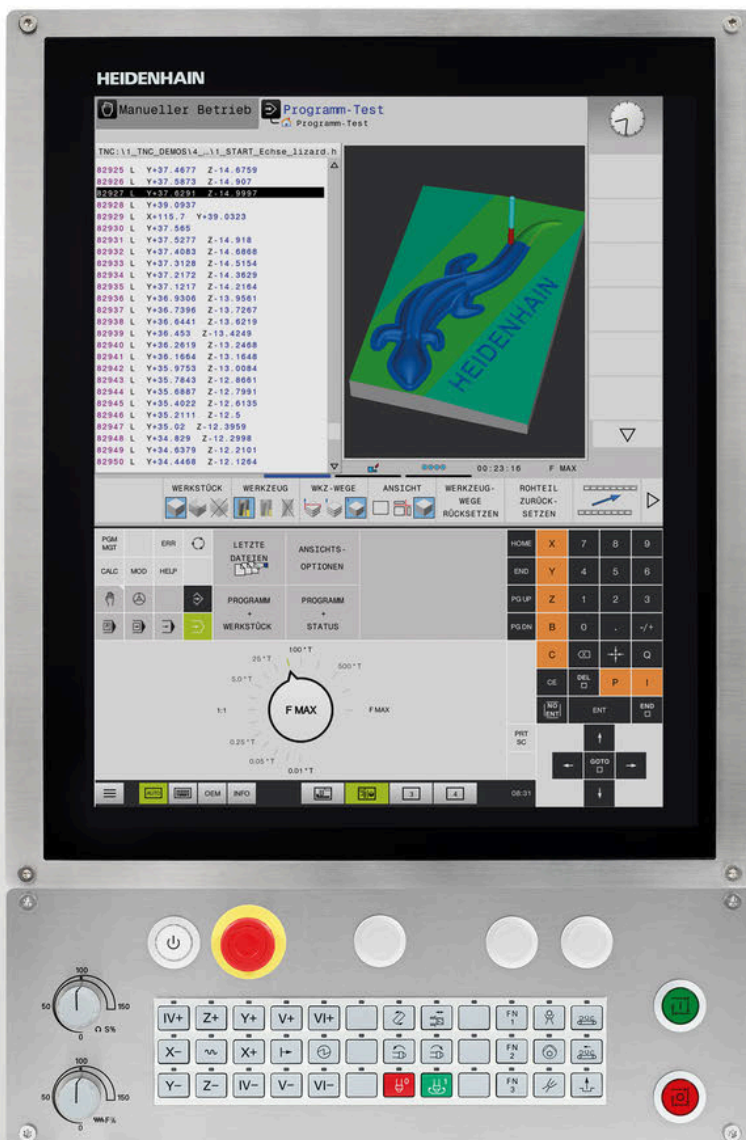 HEIDENHAIN
Manueller Betrieb
Programm-Test
Programm-Test
TNC:\1_TNC_DEMOS\4_…\1_START_Echse_lizard.h
82925 L Y+37.4677 Z-14.6759
82926 L Y+37.5873 Z-14.907
82927 L Y+37.6291 Z-14.9997
82928 L Y+39.0937
82929 L X+115.7 Y+39.0323
82930 L Y+37.565
82931 L Y+37.5277 Z-14.918
82932 L Y+37.4083 Z-14.6868
82933 L Y+37.3128 Z-14.5154
82934 L Y+37.2172 Z-14.3629
82935 L Y+37.1217 Z-14.2164
82936 L Y+36.9306 Z-13.9561
82937 L Y+36.7396 Z-13.7267
82938 L Y+36.6441 Z-13.6219
82939 L Y+36.453 Z-13.4249
82940 L Y+36.2619 Z-13.2468
82941 L Y+36.1664 Z-13.1648
82942 L Y+35.9753 Z-13.0084
82943 L Y+35.7843 Z-12.8661
82944 L Y+35.6887 Z-12.7991
82945 L Y+35.4022 Z-12.6135
82946 L Y+35.2111 Z-12.5
82947 L Y+35.02 Z-12.3959
82948 L Y+34.829 Z-12.2998
82949 L Y+34.6379 Z-12.2101
82950 L Y+34.4468 Z-12.1264
HEIDENHAIN
00:23:16 F MAX
WERKSTÜCK
WERKZEUG
WKZ-WEGE
ANSICHT
WERKZEUG-
WEGE
RÜCKSETZEN
ROHTEIL
ZURÜCK-
SETZEN
PGM
MGT
ERR
CALC
MOD
HELP
LETZTE
DATEIEN
ANSICHTS-
OPTIONEN
PROGRAMM
+
WERKSTÜCK
PROGRAMM
+
STATUS
HOME X 7 8 9
END Y 4 5 6
PG UP Z 1 2 3
PG DN B 0 . -/+
C Q
CE DEL P I
NO
ENT
ENT
END
PRT
SC
GOTO
100*T
25*T
500*T
5.0*T
1:1
F MAX
F MAX
0.25*T
0.05*T
0.01*T
AUTO
OEM
INFO
3
4
08:31
100
50
150
0
S%
100
50
150
0
F%
IV+ Z+ Y+ V+ VI+ FN 1
X- X+ FN 2
Y- Z- IV- V- VI- 0 1 FN 3